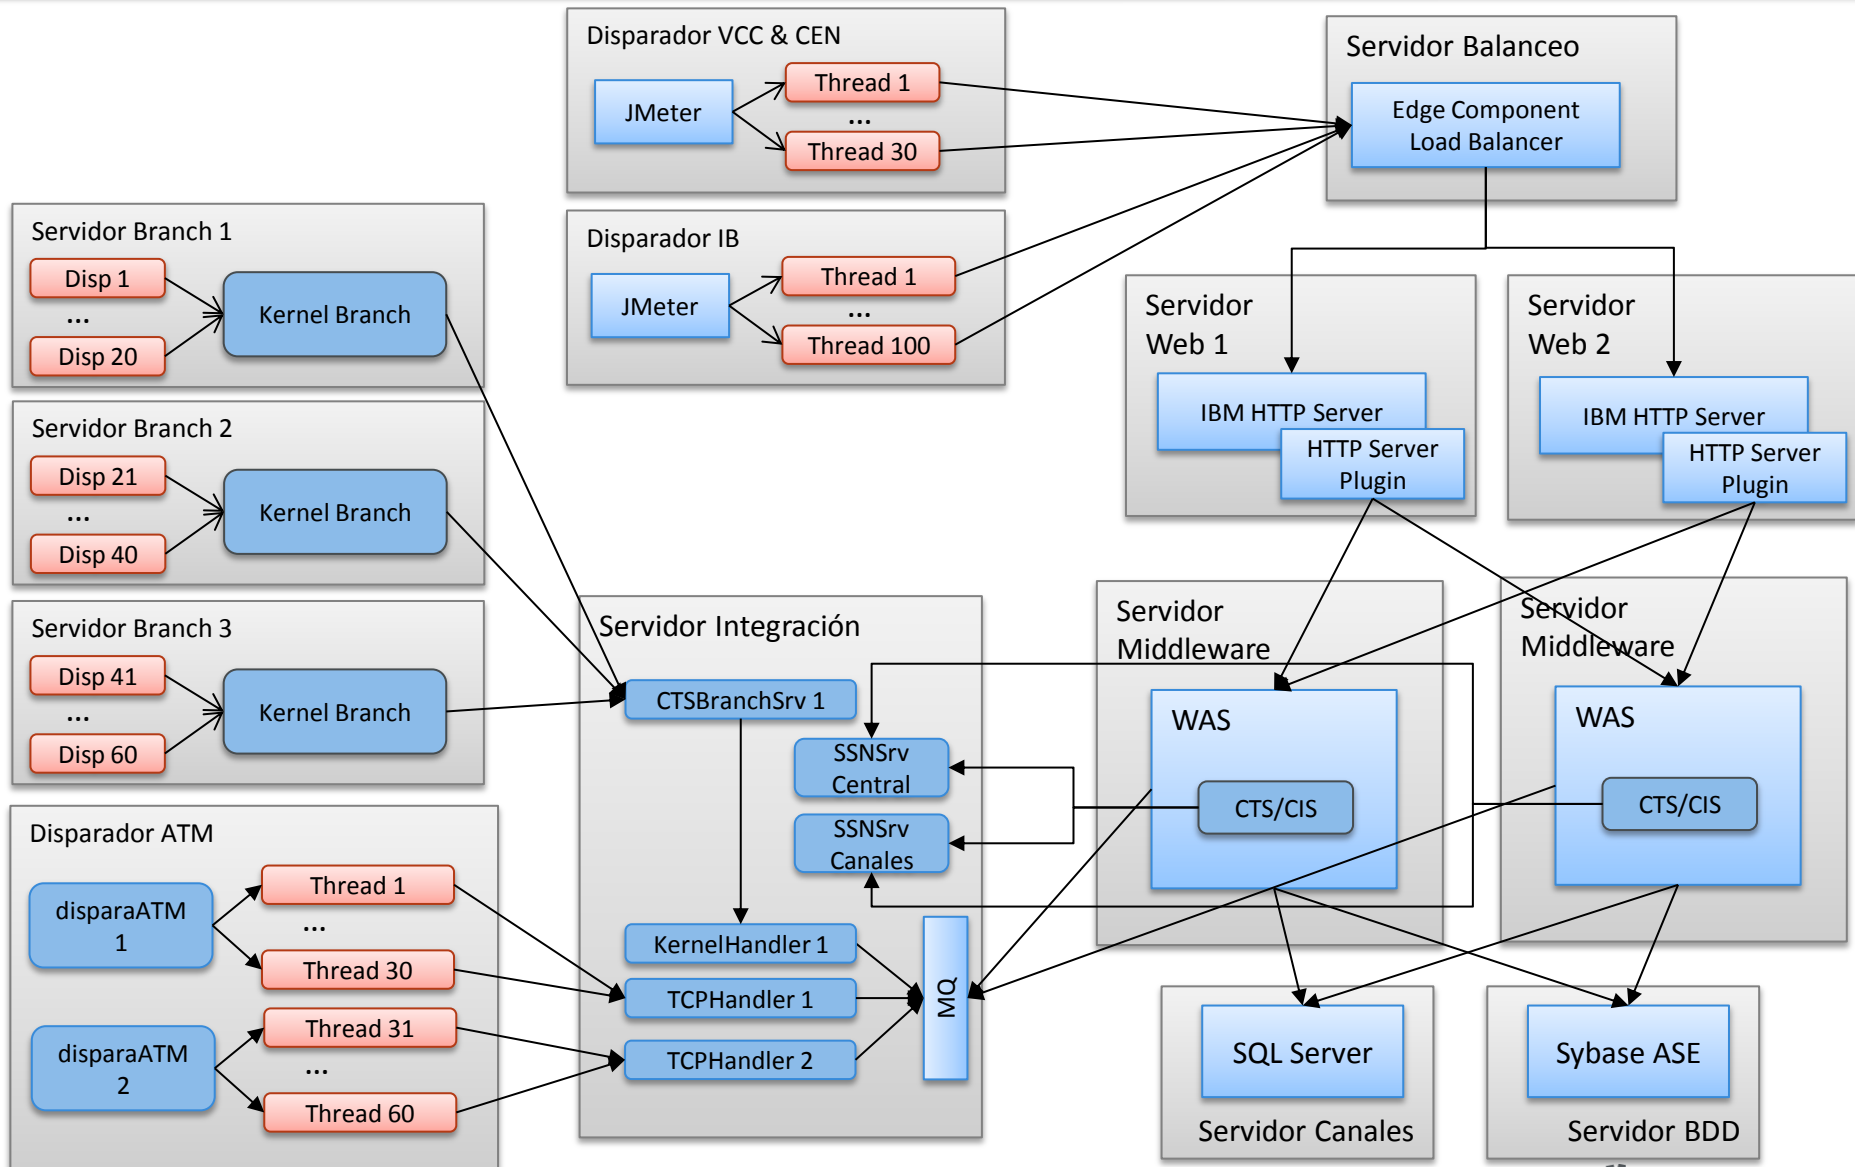 Disparador VCC & CEN
JMeter
Thread 1
...
Thread 30
Servidor Balanceo
Edge Component
Load Balancer
Servidor Branch 1
Disp 1
...
Disp 20
Kernel Branch
Disparador IB
JMeter
Thread 1
...
Thread 100
Servidor
Web 1
IBM HTTP Server
HTTP Server
Plugin
Servidor
Web 2
IBM HTTP Server
HTTP Server
Plugin
Servidor Branch 2
Disp 21
...
Disp 40
Kernel Branch
Servidor Branch 3
Disp 41
...
Disp 60
Kernel Branch
Servidor Integración
CTSBranchSrv 1
SSNSrv
Central
SSNSrv
Canales
KernelHandler 1
TCPHandler 1
TCPHandler 2
MQ
Servidor
Middleware
WAS
CTS/CIS
Servidor
Middleware
WAS
CTS/CIS
Disparador ATM
disparaATM
1
Thread 1
...
Thread 30
disparaATM
2
Thread 31
...
Thread 60
SQL Server
Servidor Canales
Sybase ASE
Servidor BDD